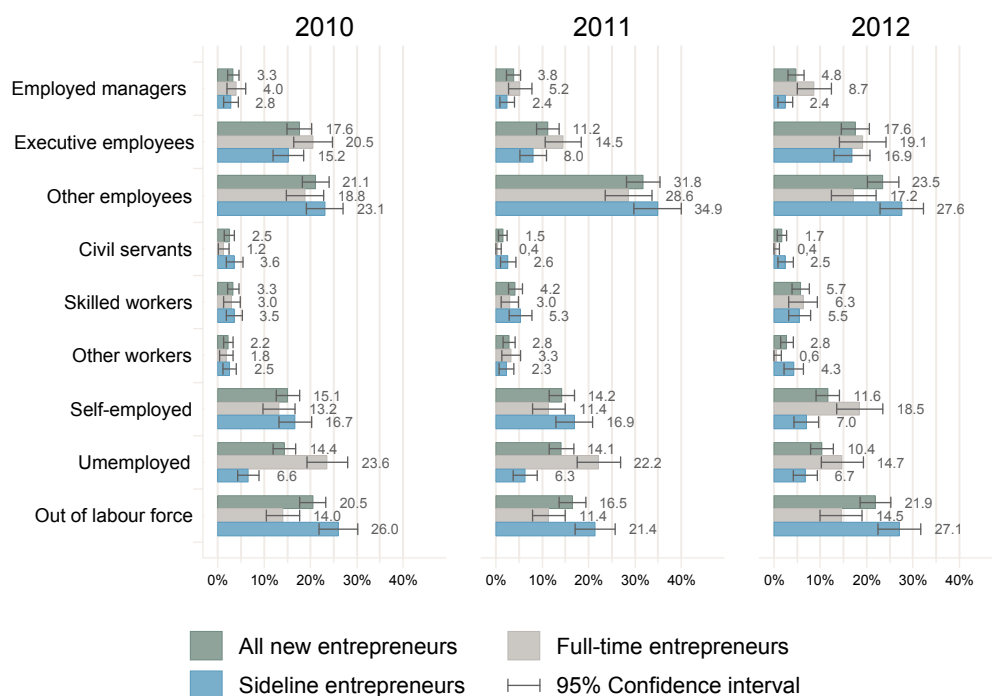 2010 2011 2012
Employed managers
3.3 3.8 4.8
4.0 5.2 8.7
2.8 2.4 2.4
Executive employees
17.6 11.2 17.6
20.5 14.5 19.1
15.2 8.0 16.9
Other employees
21.1 31.8 23.5
18.8 28.6 17.2
23.1 34.9 27.6
Civil servants
2.5 1.5 1.7
1.2 0,4 0,4
3.6 2.6 2.5
Skilled workers
3.3 4.2 5.7
3.0 3.0 6.3
3.5 5.3 5.5
Other workers
2.2 2.8 2.8
1.8 3.3 0,6
2.5 2.3 4.3
Self-employed
15.1 14.2 11.6
13.2 11.4 18.5
16.7 16.9 7.0
Umemployed
14.4 14.1 10.4
23.6 22.2 14.7
6.6 6.3 6.7
Out of labour force
20.5 16.5 21.9
14.0 11.4 14.5
26.0 21.4 27.1
0% 10% 20% 30% 40% 0% 10% 20% 30% 40% 0% 10% 20% 30% 40%
All new entrepreneurs Full-time entrepreneurs
Sideline entrepreneurs 95% Confidence interval